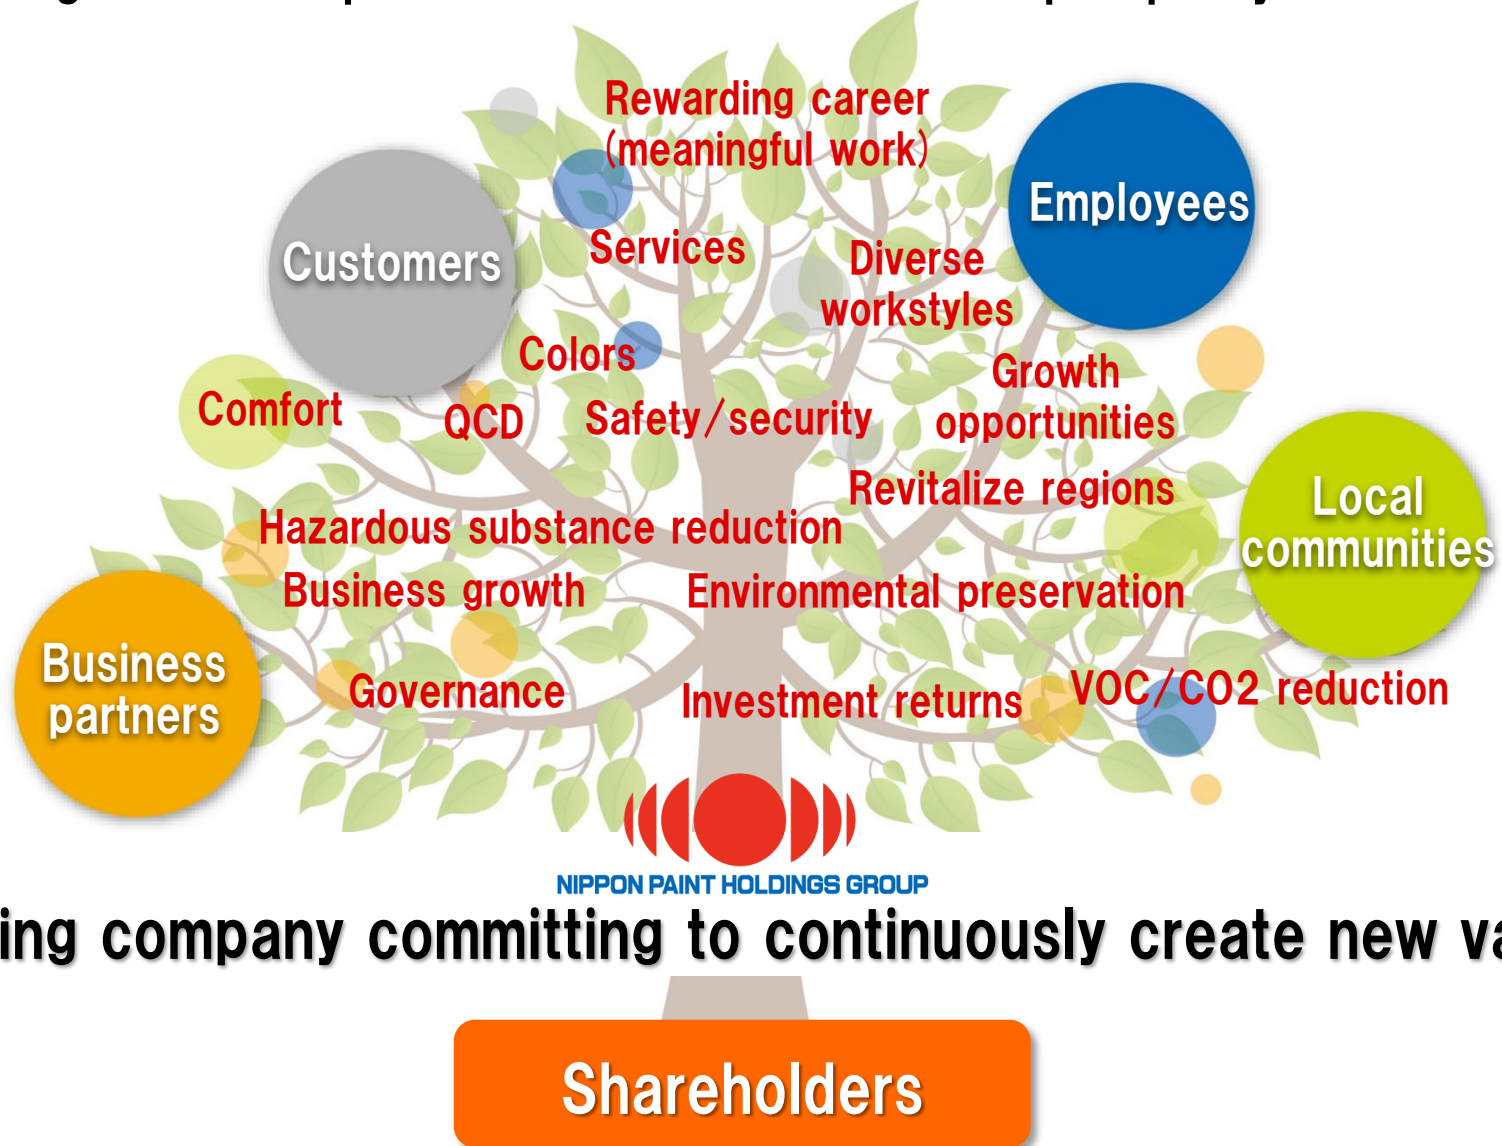 Rewarding career
(meaningful work)
Employees
Customers
Services
Diverse
workstyles
Colors
Growth
opportunities
Comfort
QCD
Safety/security
Revitalize regions
Local
communities
Hazardous substance reduction
Business growth
Environmental preservation
Business
partners
Governance
Investment returns
VOC/CO2 reduction
NIPPON PAINT HOLDINGS GROUP
company committing to continuously create new
Shareholders